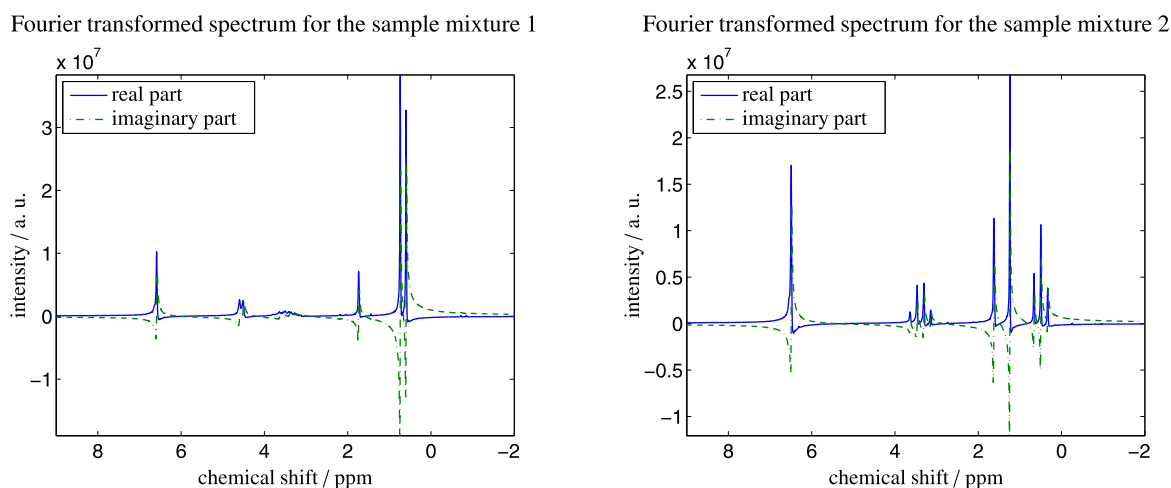 Fourier transformed spectrum for the sample mixture 1
x 10^7
real part
imaginary part
3
2
1
0
−1
intensity / a. u.
8 6 4 2 0 −2
chemical shift / ppm
Fourier transformed spectrum for the sample mixture 2
x 10^7
real part
imaginary part
2.5
2
1.5
1
0.5
0
−0.5
−1
intensity / a. u.
8 6 4 2 0 −2
chemical shift / ppm